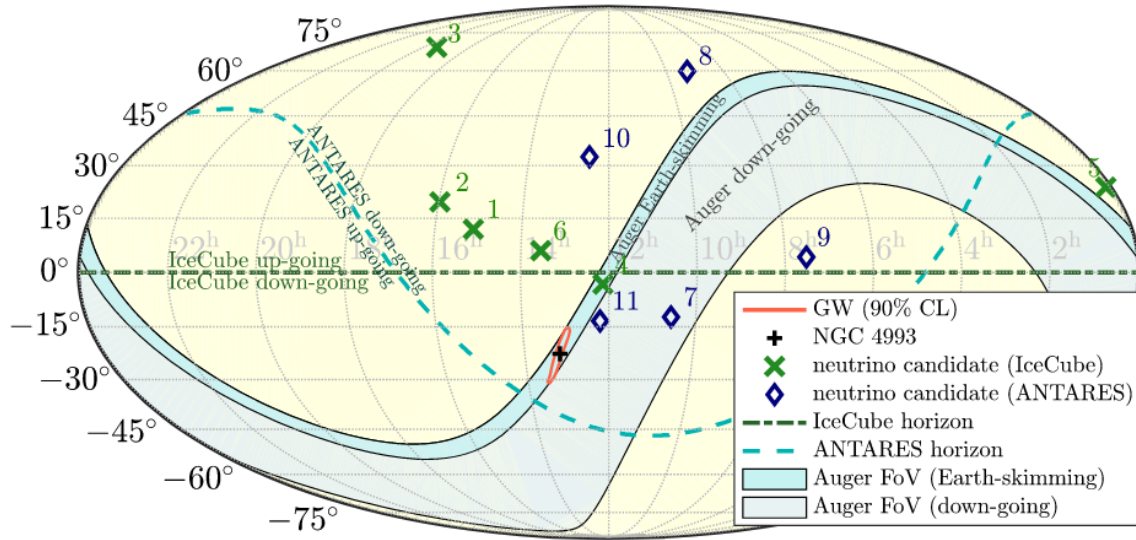 75°
3
8
60°
45°
ANTARES down-going
ANTARES up-going
10
Auger Earth-skimming
Auger down-going
30°
2
5
15°
1
6
9
22h 20h 16h 14h 12h 10h 8h 6h 4h 2h
IceCube up-going
0°
IceCube down-going
4
11
7
−15°
−30°
−45°
−60°
−75°
GW (90% CL)
NGC 4993
neutrino candidate (IceCube)
neutrino candidate (ANTARES)
IceCube horizon
ANTARES horizon
Auger FoV (Earth-skimming)
Auger FoV (down-going)